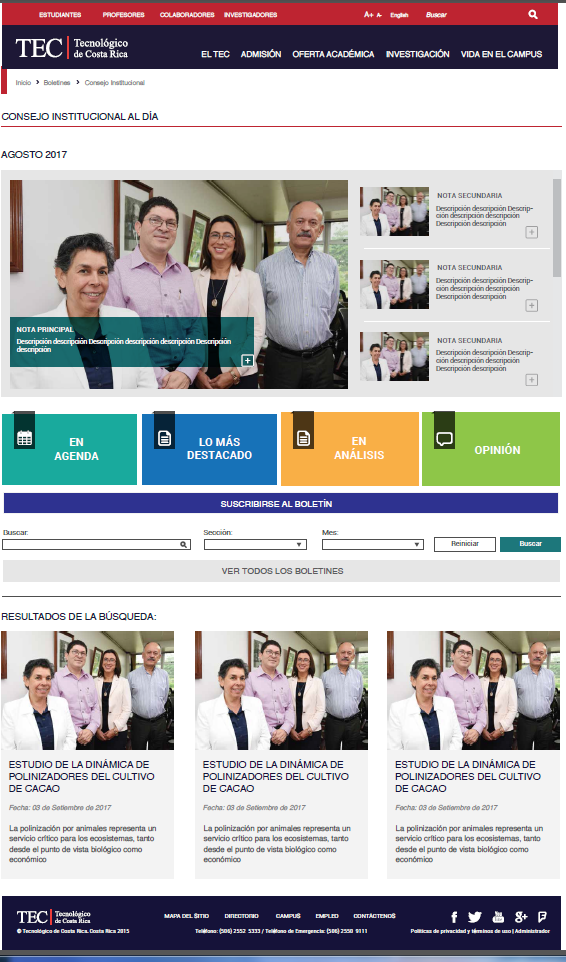 ESTUDIANTES PROFESORES COLABORADORES INVESTIGADORES A+ A- English Buscar
TEC Tecnológico
de Costa Rica
EL TEC ADMISIÓN OFERTA ACADÉMICA INVESTIGACIÓN VIDA EN EL CAMPUS
Inicio > Boletines > Consejo Institucional
CONSEJO INSTITUCIONAL AL DÍA
AGOSTO 2017
NOTA PRINCIPAL
Descripción descripción Descripción descripción descripción Descripción
descripción
NOTA SECUNDARIA
Descripción descripción Descrip-
ción descripción descripción
Descripción descripción
NOTA SECUNDARIA
Descripción descripción Descrip-
ción descripción descripción
Descripción descripción
NOTA SECUNDARIA
Descripción descripción Descrip-
ción descripción descripción
Descripción descripción
EN
AGENDA
LO MÁS
DESTACADO
EN
ANÁLISIS
OPINIÓN
SUSCRIBIRSE AL BOLETÍN
Buscar: Sección: Mes:
Reiniciar Buscar
VER TODOS LOS BOLETINES
RESULTADOS DE LA BÚSQUEDA:
ESTUDIO DE LA DINÁMICA DE
POLINIZADORES DEL CULTIVO
DE CACAO
Fecha: 03 de Setiembre de 2017
La polinización por animales representa un
servicio crítico para los ecosistemas, tanto
desde el punto de vista biológico como
económico
ESTUDIO DE LA DINÁMICA DE
POLINIZADORES DEL CULTIVO
DE CACAO
Fecha: 03 de Setiembre de 2017
La polinización por animales representa un
servicio crítico para los ecosistemas, tanto
desde el punto de vista biológico como
económico
ESTUDIO DE LA DINÁMICA DE
POLINIZADORES DEL CULTIVO
DE CACAO
Fecha: 03 de Setiembre de 2017
La polinización por animales representa un
servicio crítico para los ecosistemas, tanto
desde el punto de vista biológico como
económico
TEC Tecnológico
de Costa Rica
MAPA DEL SITIO DIRECTORIO CAMPUS EMPLEO CONTÁCTENOS
© Tecnológico de Costa Rica. Costa Rica 2015 Teléfono: (506) 2552 5333 / Teléfono de Emergencia: (506) 2550 9111 Políticas de privacidad y términos de uso | Administrador